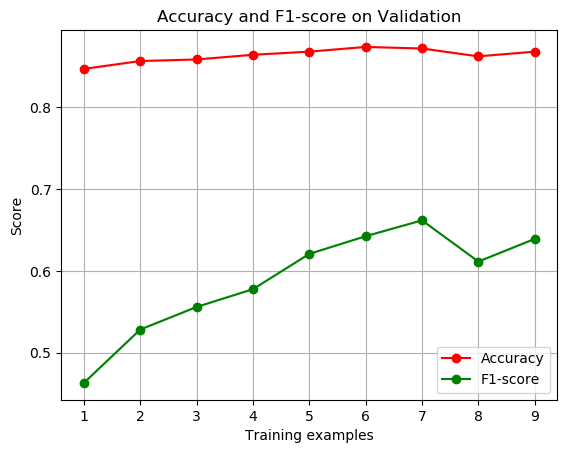 Accuracy and F1-score on Validation
Score
0.8
0.7
0.6
0.5
1 2 3 4 5 6 7 8 9
Training examples
Accuracy
F1-score